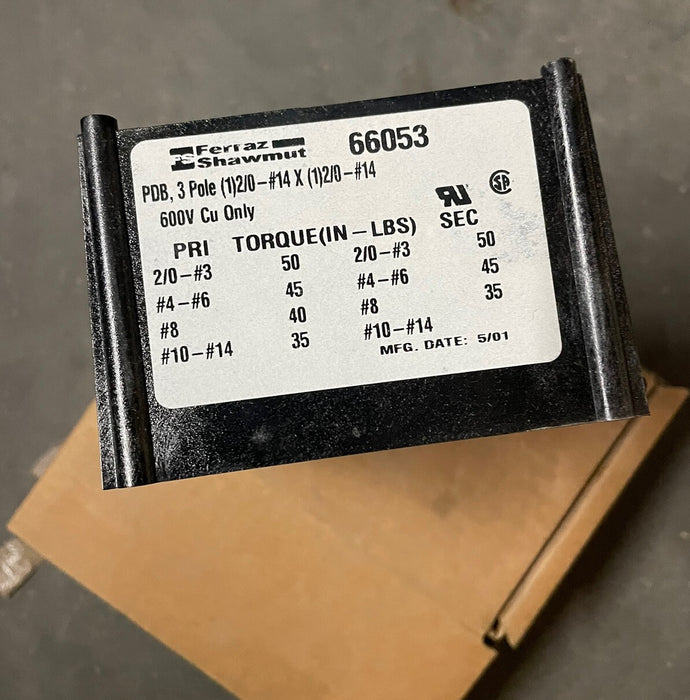 FS Ferraz Shawmut 66053
PDB, 3 Pole (1)2/0-#14 X (1)2/0-#14
600V Cu Only
PRI TORQUE(IN-LBS) SEC
2/0-#3 50 2/0-#3 50
#4-#6 45 #4-#6 45
#8 40 #8 35
#10-#14 35 #10-#14
MFG. DATE: 5/01